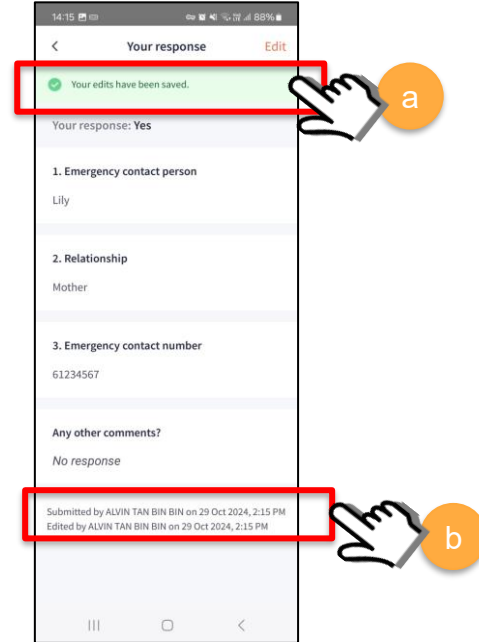 14:15 88%
Your response Edit
Your edits have been saved.
a
Your response: Yes
1. Emergency contact person
Lily
2. Relationship
Mother
3. Emergency contact number
61234567
Any other comments?
No response
Submitted by ALVIN TAN BIN BIN on 29 Oct 2024, 2:15 PM
Edited by ALVIN TAN BIN BIN on 29 Oct 2024, 2:15 PM
b